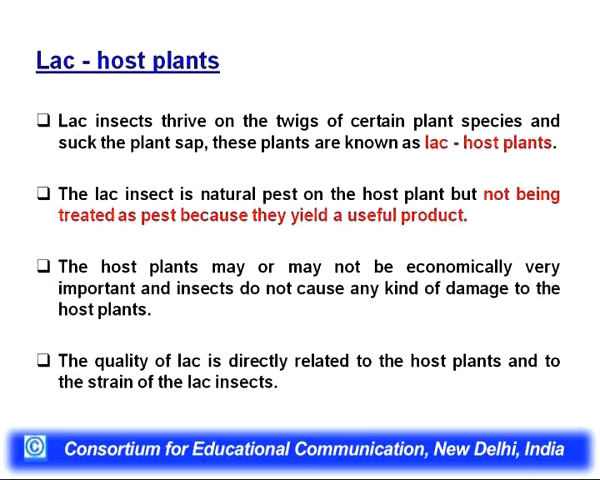 Lac - host plants
❑ Lac insects thrive on the twigs of certain plant species and
suck the plant sap, these plants are known as lac - host plants.
❑ The lac insect is natural pest on the host plant but not being
treated as pest because they yield a useful product.
❑ The host plants may or may not be economically very
important and insects do not cause any kind of damage to the
host plants.
❑ The quality of lac is directly related to the host plants and to
the strain of the lac insects.
© Consortium for Educational Communication, New Delhi, India